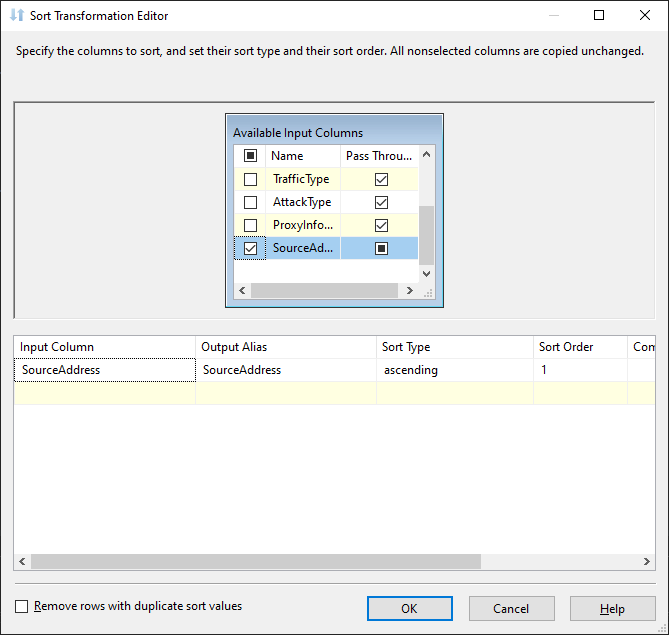 Sort Transformation Editor
Specify the columns to sort, and set their sort type and their sort order. All nonselected columns are copied unchanged.
Available Input Columns
Name Pass Throu...
TrafficType
AttackType
ProxyInfo...
SourceAd...
Input Column Output Alias Sort Type Sort Order Com
SourceAddress SourceAddress ascending 1
Remove rows with duplicate sort values OK Cancel Help